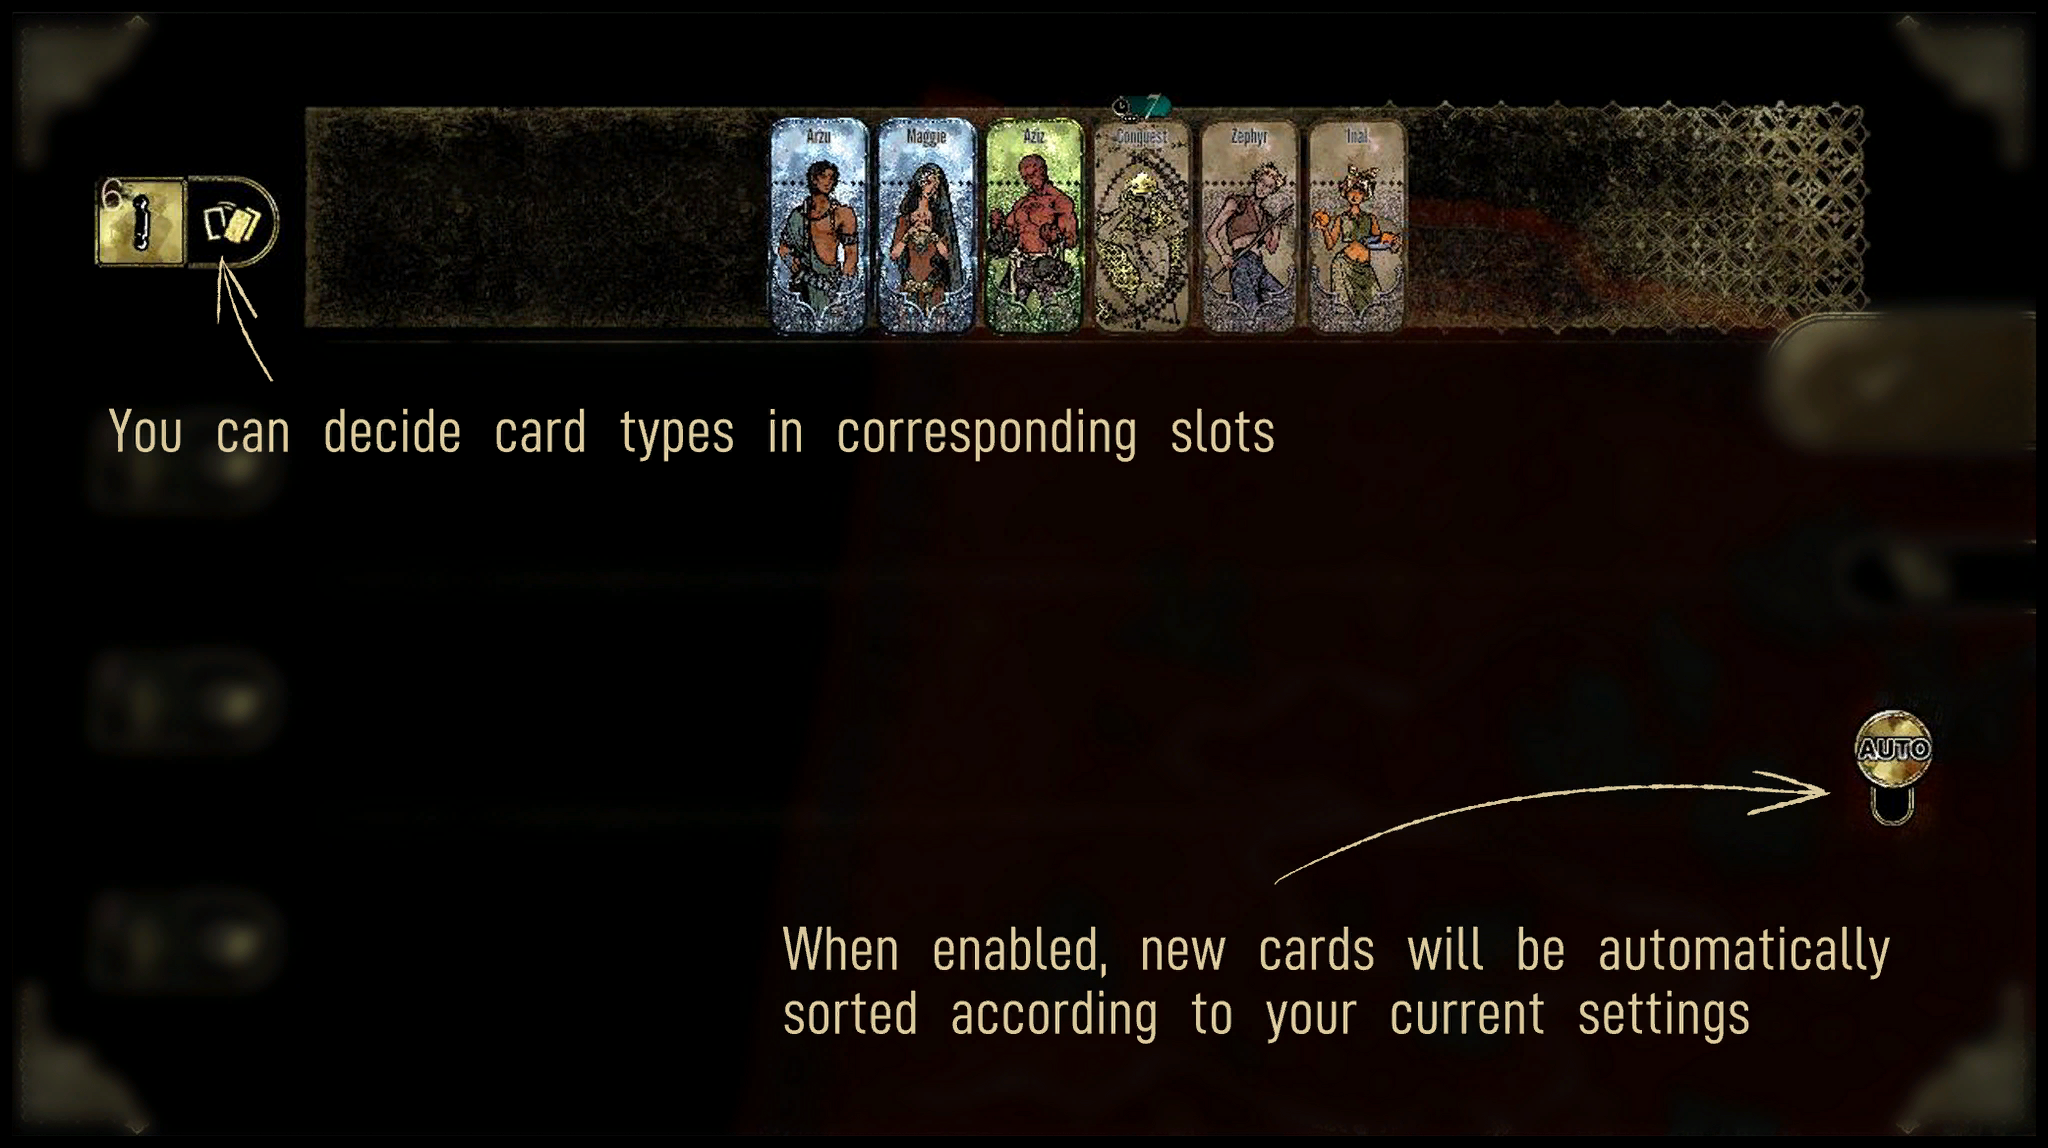 7
Arzu Maggie Aziz Conquest Zephyr Inal
6
You can decide card types in corresponding slots
AUTO
When enabled, new cards will be automatically
sorted according to your current settings